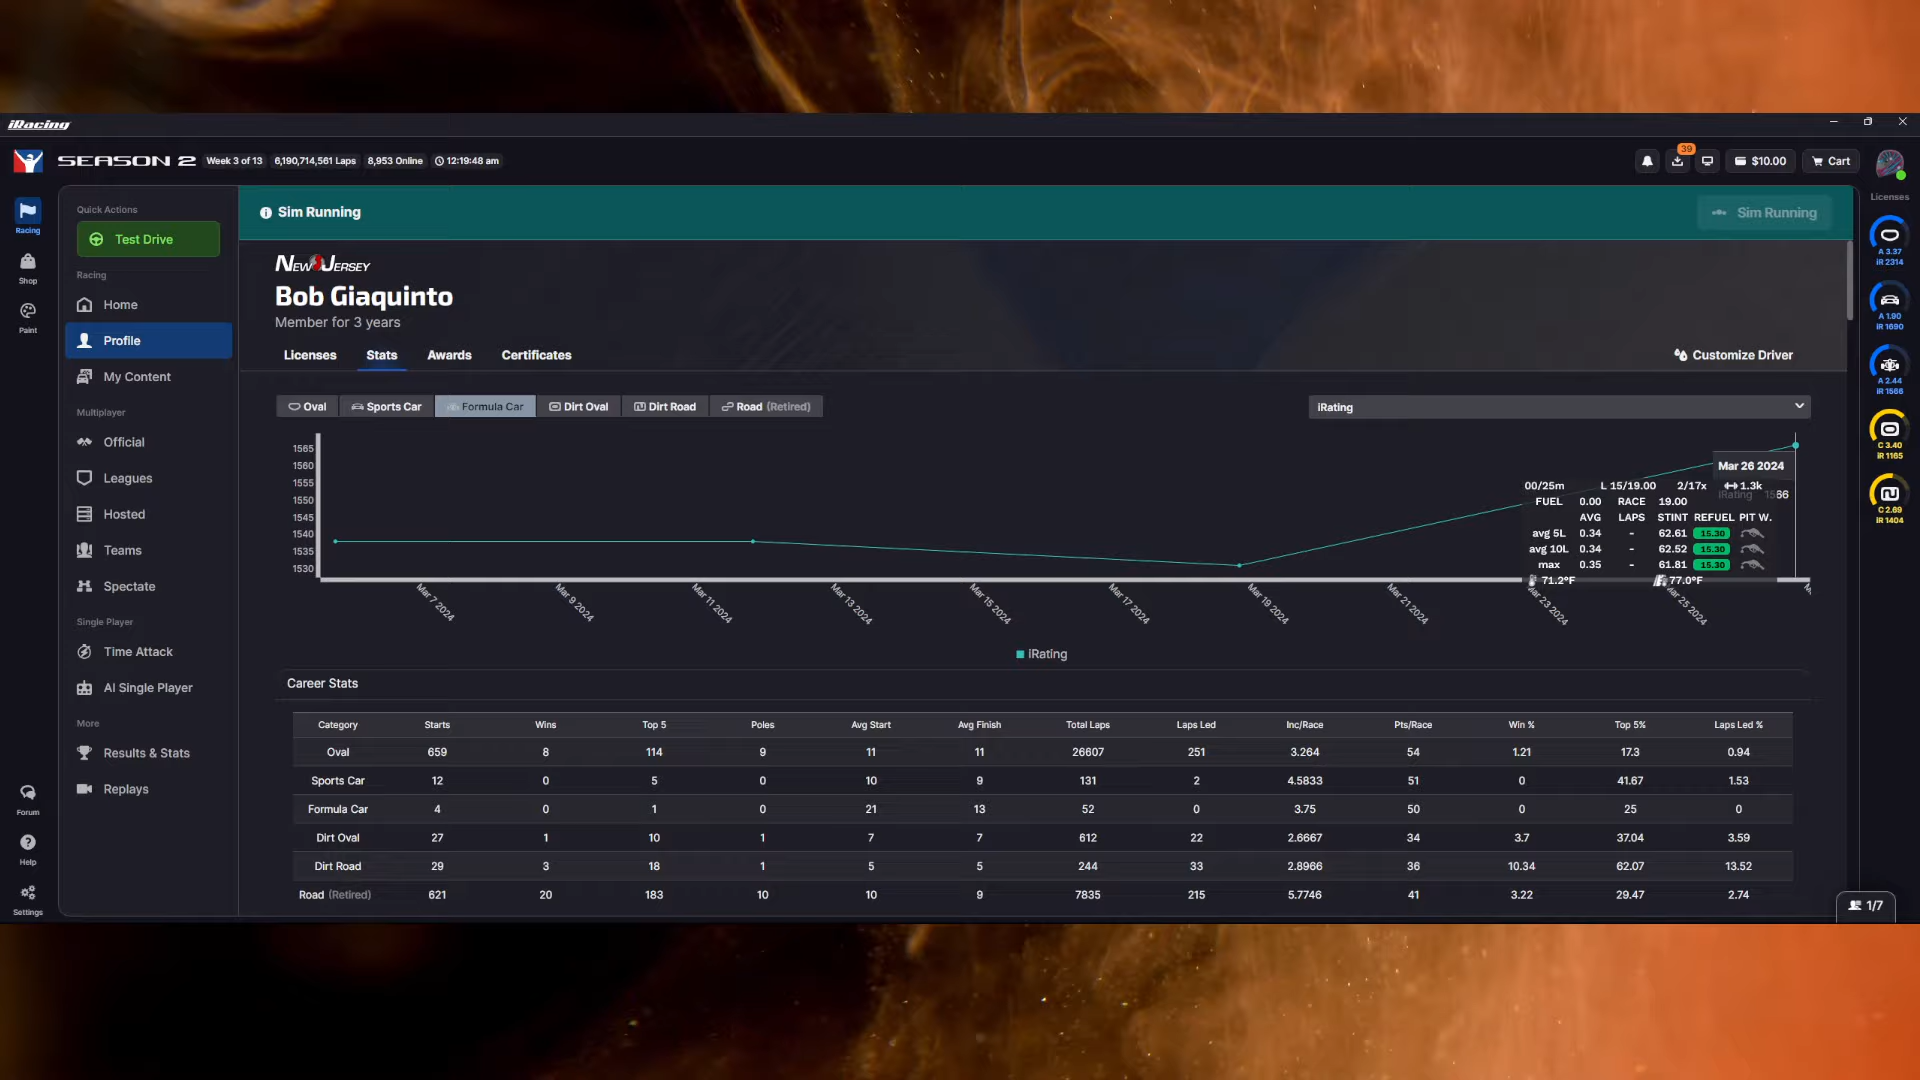 iRacing
SEASON 2 Week 3 of 13 6,190,714,561 Laps 8,953 Online 12:19:48 am
39
$10.00 Cart
Racing
Shop
Paint
Forum
Help
Settings
Quick Actions
Test Drive
Racing
Home
Profile
My Content
Multiplayer
Official
Leagues
Hosted
Teams
Spectate
Single Player
Time Attack
AI Single Player
More
Results & Stats
Replays
Sim Running
Sim Running
NEW JERSEY
Bob Giaquinto
Member for 3 years
Licenses Stats Awards Certificates
Customize Driver
Oval Sports Car Formula Car Dirt Oval Dirt Road Road (Retired)
iRating
1565
1560
1555
1550
1545
1540
1535
1530
Mar 7 2024 Mar 9 2024 Mar 11 2024 Mar 13 2024 Mar 15 2024 Mar 17 2024 Mar 19 2024 Mar 21 2024 Mar 23 2024 Mar 25 2024
Mar 26 2024
iRating 1566
00/25m L 15/19.00 2/17x 1.3k
FUEL 0.00 RACE 19.00
AVG LAPS STINT REFUEL PIT W.
avg 5L 0.34 - 62.61 15.30
avg 10L 0.34 - 62.52 15.30
max 0.35 - 61.81 15.30
71.2°F 77.0°F
iRating
Career Stats
Category Starts Wins Top 5 Poles Avg Start Avg Finish Total Laps Laps Led Inc/Race Pts/Race Win % Top 5% Laps Led %
Oval 659 8 114 9 11 11 26607 251 3.264 54 1.21 17.3 0.94
Sports Car 12 0 5 0 10 9 131 2 4.5833 51 0 41.67 1.53
Formula Car 4 0 1 0 21 13 52 0 3.75 50 0 25 0
Dirt Oval 27 1 10 1 7 7 612 22 2.6667 34 3.7 37.04 3.59
Dirt Road 29 3 18 1 5 5 244 33 2.8966 36 10.34 62.07 13.52
Road (Retired) 621 20 183 10 10 9 7835 215 5.7746 41 3.22 29.47 2.74
Licenses
A 3.37
iR 2314
A 1.90
iR 1690
A 2.44
iR 1566
C 3.40
iR 1165
C 2.69
iR 1404
1/7